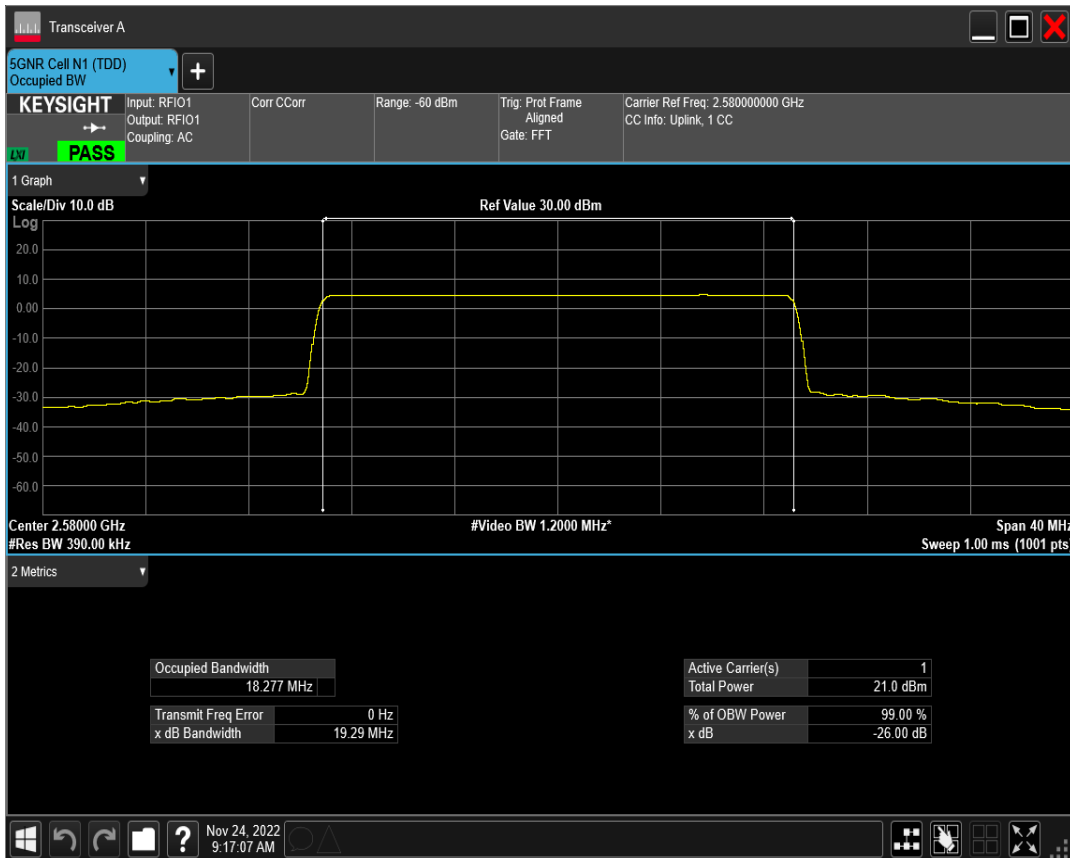 Transceiver A
5GNR Cell N1 (TDD)
Occupied BW
+
KEYSIGHT
LXI
PASS
Input: RFIO1
Output: RFIO1
Coupling: AC
Corr CCorr
Range: -60 dBm
Trig: Prot Frame
Aligned
Gate: FFT
Carrier Ref Freq: 2.580000000 GHz
CC Info: Uplink, 1 CC
1 Graph
Scale/Div 10.0 dB
Ref Value 30.00 dBm
Log
20.0
10.0
0.00
-10.0
-20.0
-30.0
-40.0
-50.0
-60.0
Center 2.58000 GHz
#Video BW 1.2000 MHz*
Span 40 MHz
#Res BW 390.00 kHz
Sweep 1.00 ms (1001 pts)
2 Metrics
Occupied Bandwidth
18.277 MHz
Transmit Freq Error 0 Hz
x dB Bandwidth 19.29 MHz
Active Carrier(s) 1
Total Power 21.0 dBm
% of OBW Power 99.00 %
x dB -26.00 dB
?
Nov 24, 2022
9:17:07 AM